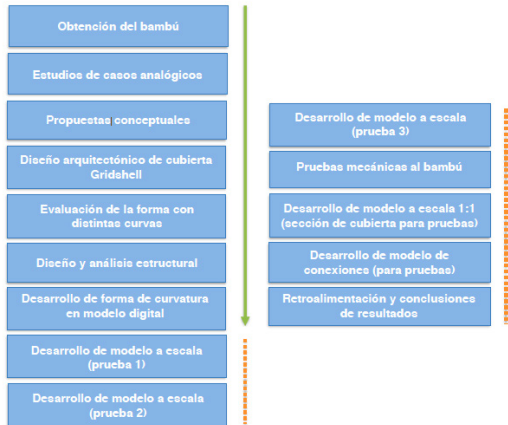 Obtención del bambú
Estudios de casos analógicos
Propuestas conceptuales
Diseño arquitectónico de cubierta
Gridshell
Evaluación de la forma con
distintas curvas
Diseño y análisis estructural
Desarrollo de forma de curvatura
en modelo digital
Desarrollo de modelo a escala
(prueba 1)
Desarrollo de modelo a escala
(prueba 2)
Desarrollo de modelo a escala
(prueba 3)
Pruebas mecánicas al bambú
Desarrollo de modelo a escala 1:1
(sección de cubierta para pruebas)
Desarrollo de modelo de
conexiones (para pruebas)
Retroalimentación y conclusiones
de resultados